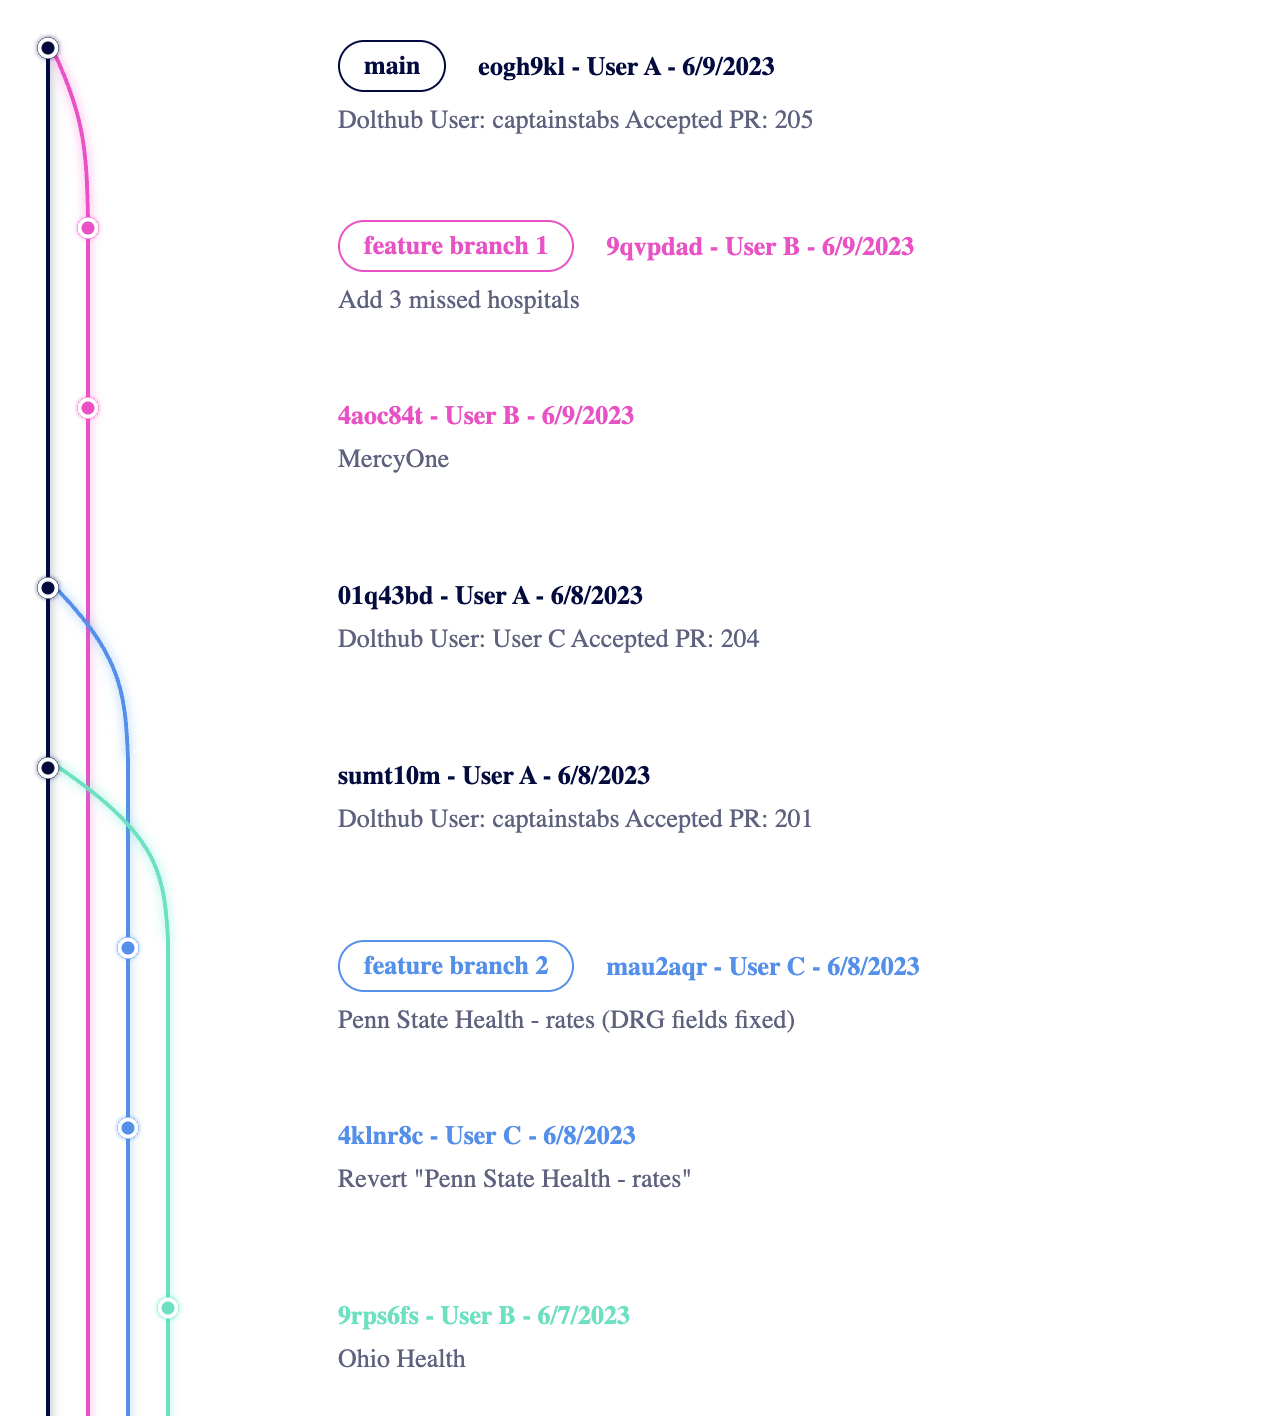 main eogh9kl - User A - 6/9/2023
Dolthub User: captainstabs Accepted PR: 205
feature branch 1 9qvpdad - User B - 6/9/2023
Add 3 missed hospitals
4aoc84t - User B - 6/9/2023
MercyOne
01q43bd - User A - 6/8/2023
Dolthub User: User C Accepted PR: 204
sumt10m - User A - 6/8/2023
Dolthub User: captainstabs Accepted PR: 201
feature branch 2 mau2aqr - User C - 6/8/2023
Penn State Health - rates (DRG fields fixed)
4klnr8c - User C - 6/8/2023
Revert "Penn State Health - rates"
9rps6fs - User B - 6/7/2023
Ohio Health